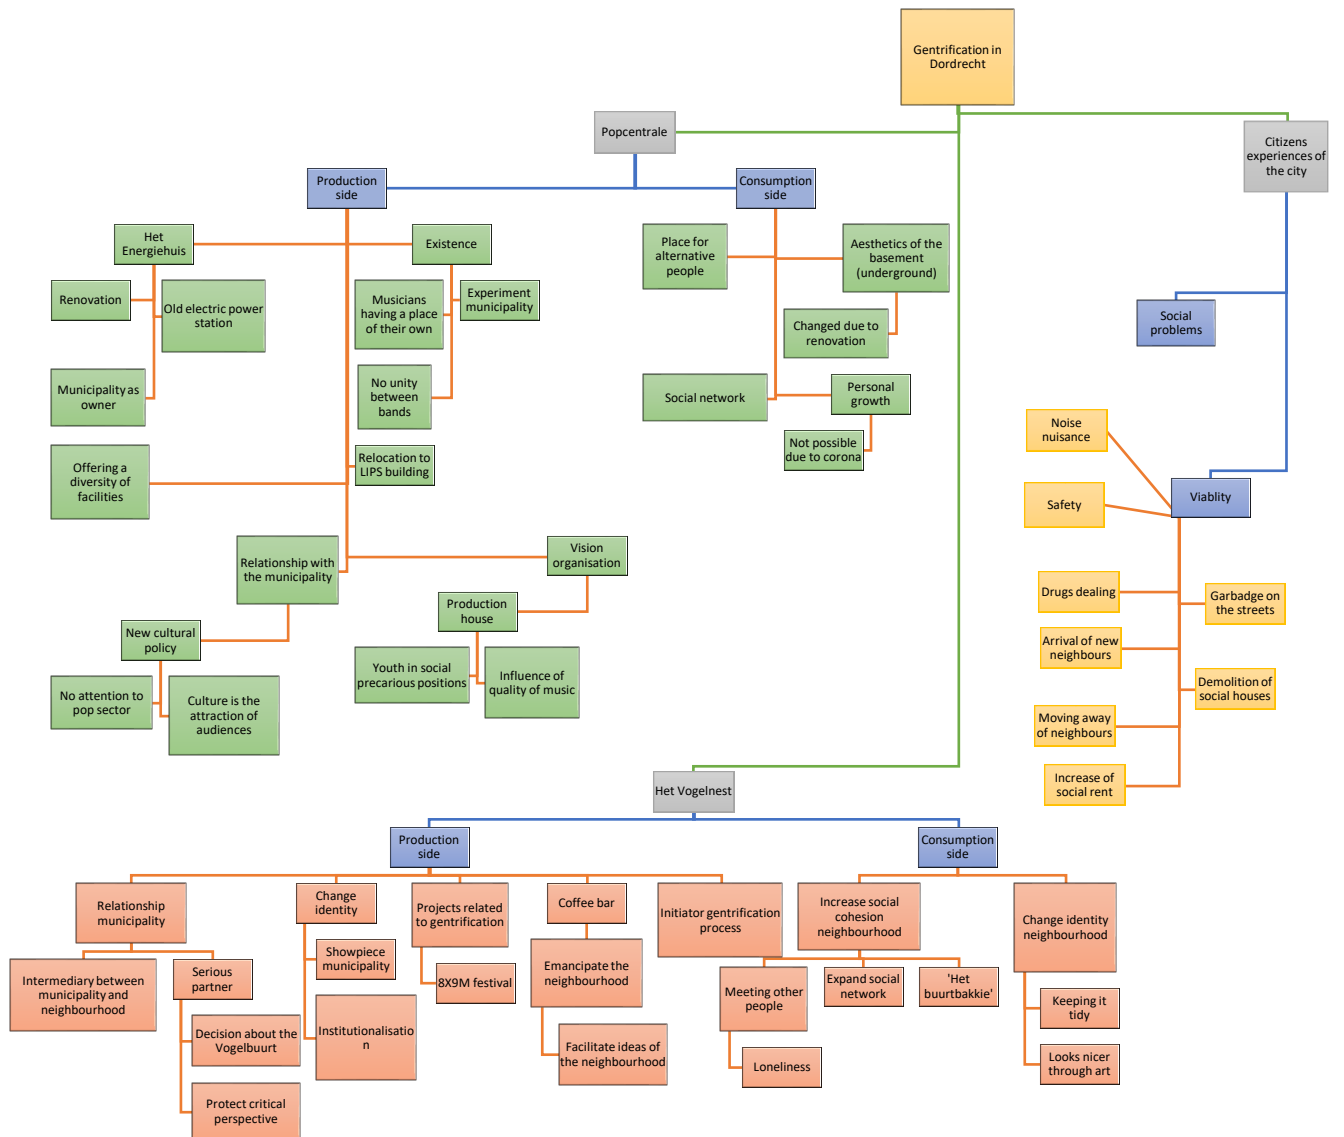 Gentrification in
Dordrecht
Popcentrale
Citizens
experiences of
the city
Production
side
Consumption
side
Het
Energiehuis
Existence
Place for
alternative
people
Aesthetics of the
basement
(underground)
Renovation
Old electric power
station
Musicians
having a place
of their own
Experiment
municipality
Changed due to
renovation
Social
problems
Municipality as
owner
No unity
between
bands
Social network
Personal
growth
Not possible
due to corona
Noise
nuisance
Offering a
diversity of
facilities
Relocation to
LIPS building
Safety
Viablity
Relationship with
the municipality
Vision
organisation
Production
house
Drugs dealing
Garbadge on
the streets
New cultural
policy
Arrival of new
neighbours
No attention to
pop sector
Culture is the
attraction of
audiences
Youth in social
precarious positions
Influence of
quality of music
Demolition of
social houses
Moving away
of neighbours
Increase of
social rent
Het Vogelnest
Production
side
Consumption
side
Relationship
municipality
Change
identity
Projects related
to gentrification
Coffee bar
Initiator gentrification
process
Increase social
cohesion
neighbourhood
Change identity
neighbourhood
Intermediary between
municipality and
neighbourhood
Serious
partner
Showpiece
municipality
8X9M festival
Emancipate the
neighbourhood
Meeting other
people
Expand social
network
'Het
buurtbakkie'
Keeping it
tidy
Decision about the
Vogelbuurt
Institutionalisatio
n
Facilitate ideas of
the neighbourhood
Loneliness
Looks nicer
through art
Protect critical
perspective